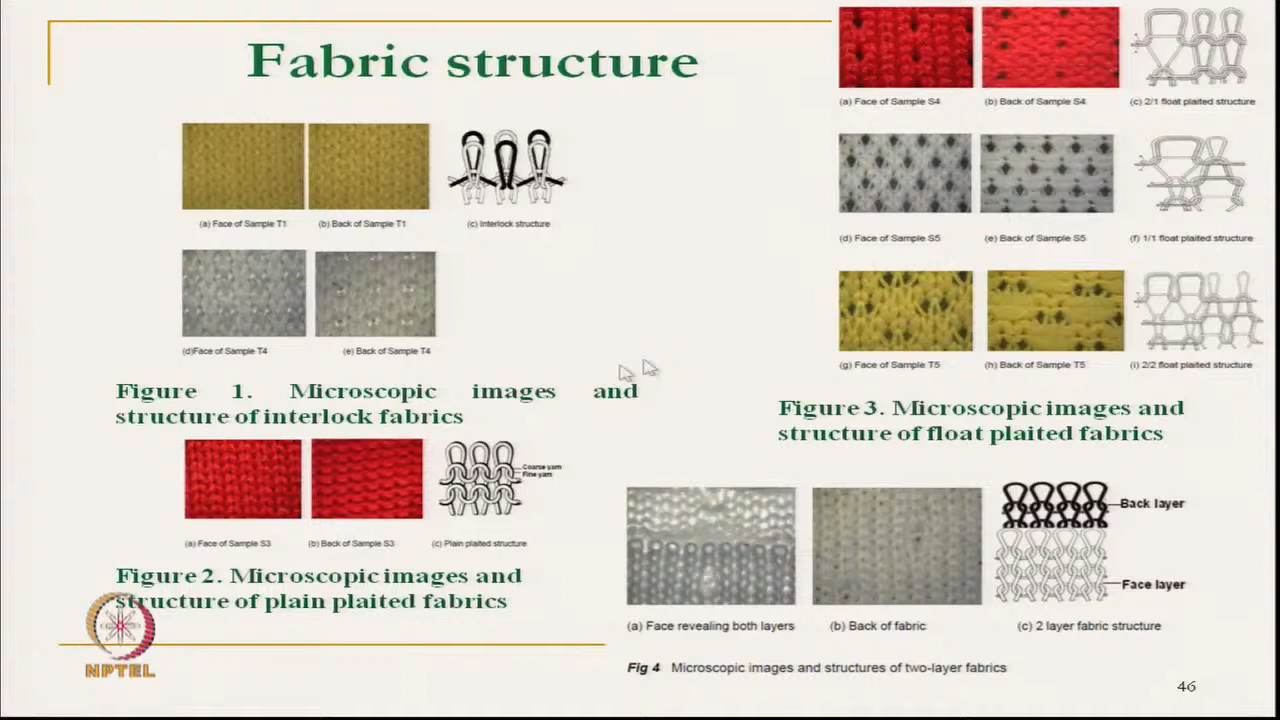 Fabric structure
(a) Face of Sample T1
(b) Back of Sample T1
(c) Interlock structure
(d)Face of Sample T4
(e) Back of Sample T4
Figure 1. Microscopic images and
structure of interlock fabrics
Coarse yarn
Fine yarn
(a) Face of Sample S3
(b) Back of Sample S3
(c) Plain plaited structure
Figure 2. Microscopic images and
structure of plain plaited fabrics
NPTEL
(a) Face of Sample S4
(b) Back of Sample S4
(c) 2/1 float plaited structure
(d) Face of Sample S5
(e) Back of Sample S5
(f) 1/1 float plaited structure
(g) Face of Sample T5
(h) Back of Sample T5
(i) 2/2 float plaited structure
Figure 3. Microscopic images and
structure of float plaited fabrics
Back layer
Face layer
(a) Face revealing both layers
(b) Back of fabric
(c) 2 layer fabric structure
Fig 4 Microscopic images and structures of two-layer fabrics
46